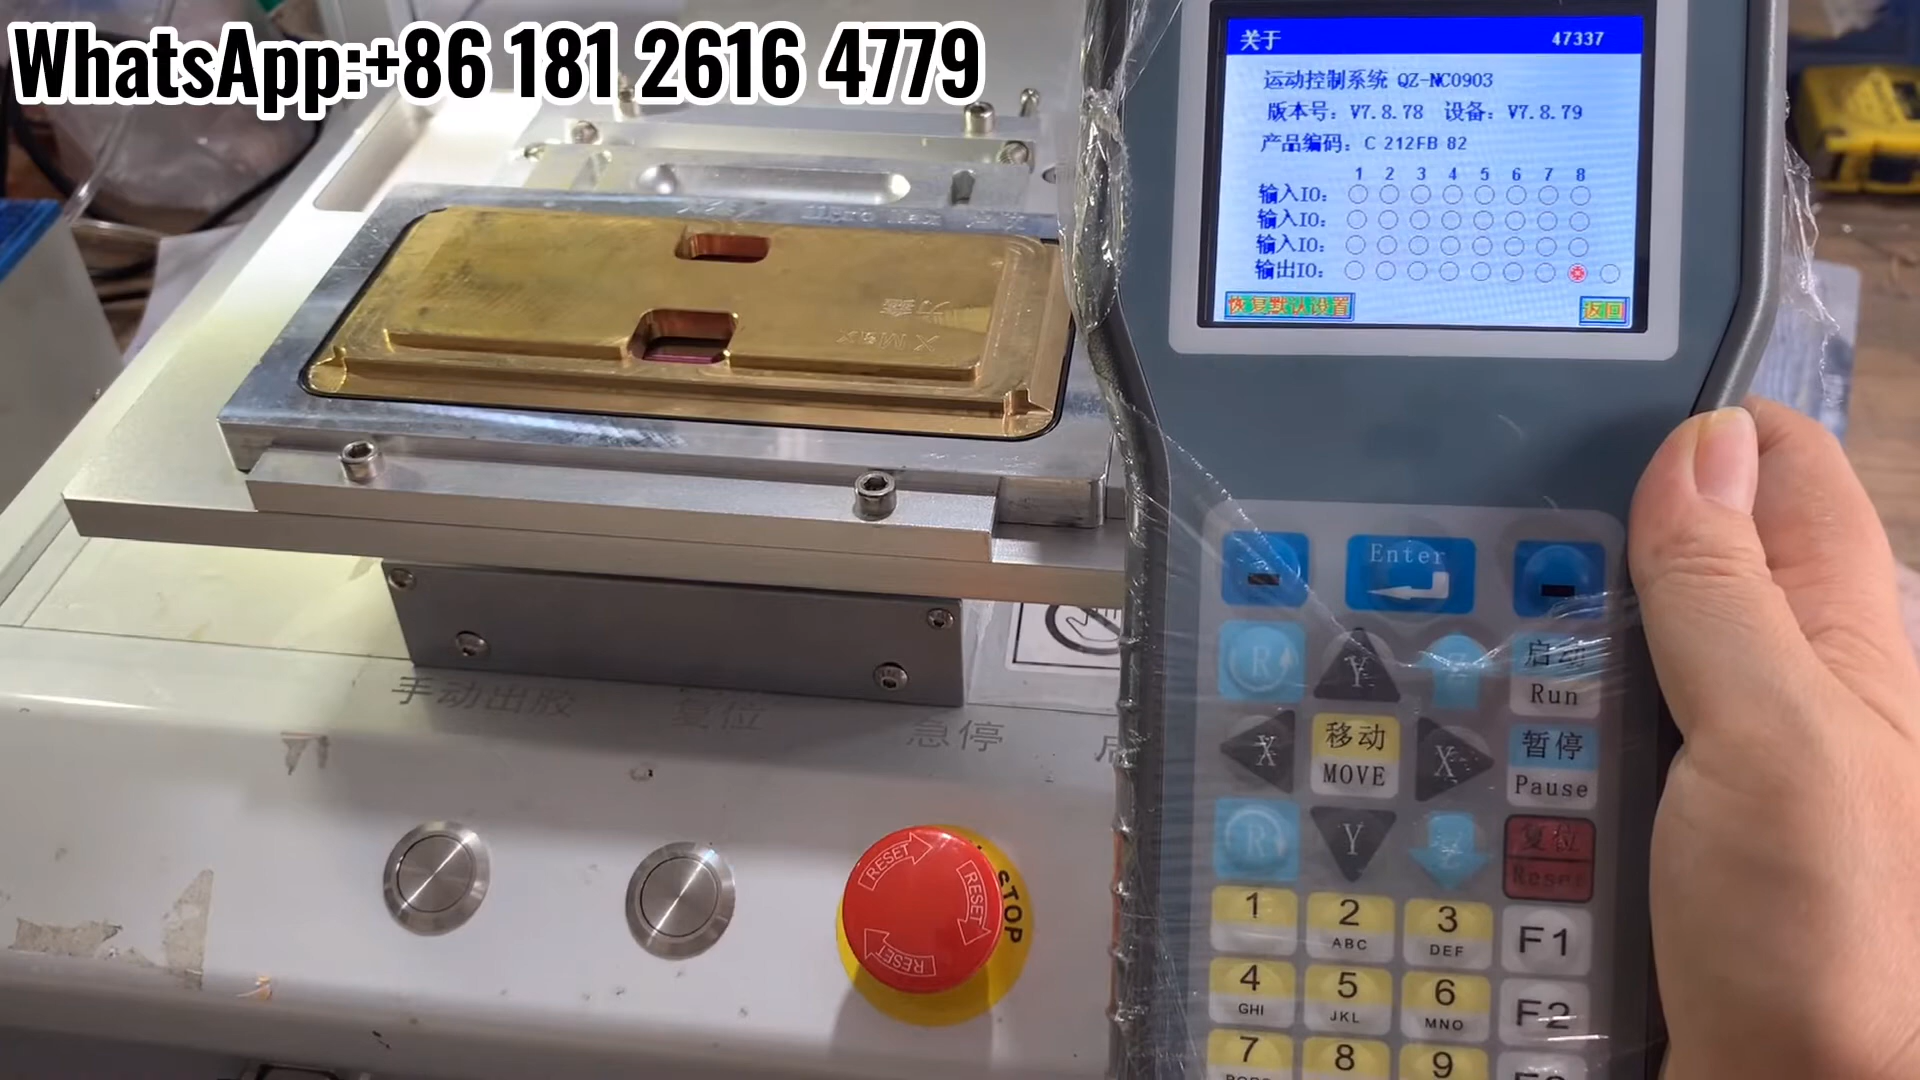 WhatsApp:+86 181 2616 4779
关于 47337
运动控制系统 QZ-NC0903
版本号: V7.8.78 设备: V7.8.79
产品编码: C 212FB 82
1 2 3 4 5 6 7 8
输入IO:
输入IO:
输入IO:
输出IO:
恢复默认设置 返回
X Max 万鑫
手动出胶 复位 急停
RESET RESET RESET
STOP
Enter
R Y Z 启动
Run
X 移动 X 暂停
MOVE Pause
R Y Z 复位
Reset
1 2 3 F1
ABC DEF
4 5 6 F2
GHI JKL MNO
7 8 9